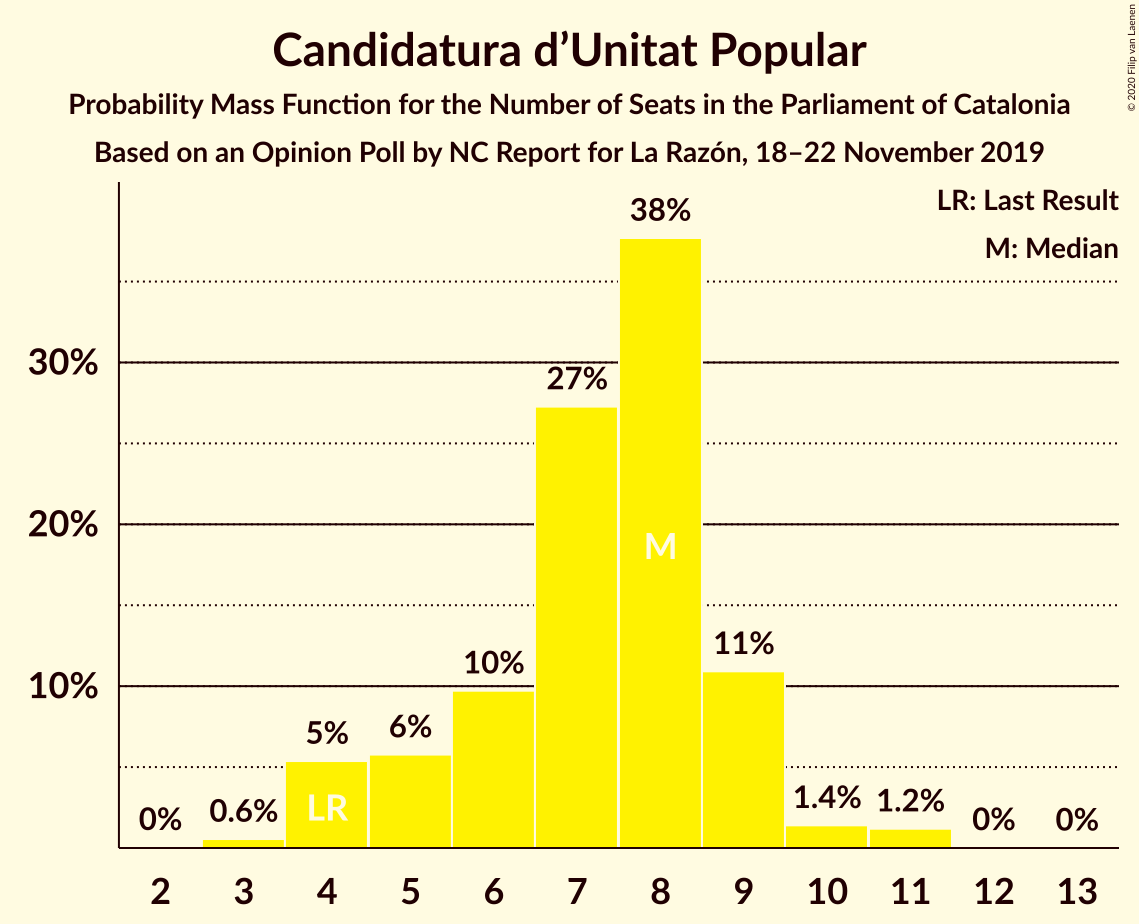 Candidatura d’Unitat Popular
Probability Mass Function for the Number of Seats in the Parliament of Catalonia
Based on an Opinion Poll by NC Report for La Razón, 18–22 November 2019
© 2020 Filip van Laenen
LR: Last Result
M: Median
38%
30%
27%
20%
M
11%
10%
10%
6%
5%
LR
1.4%
1.2%
0.6%
0%
0%
0%
2 3 4 5 6 7 8 9 10 11 12 13